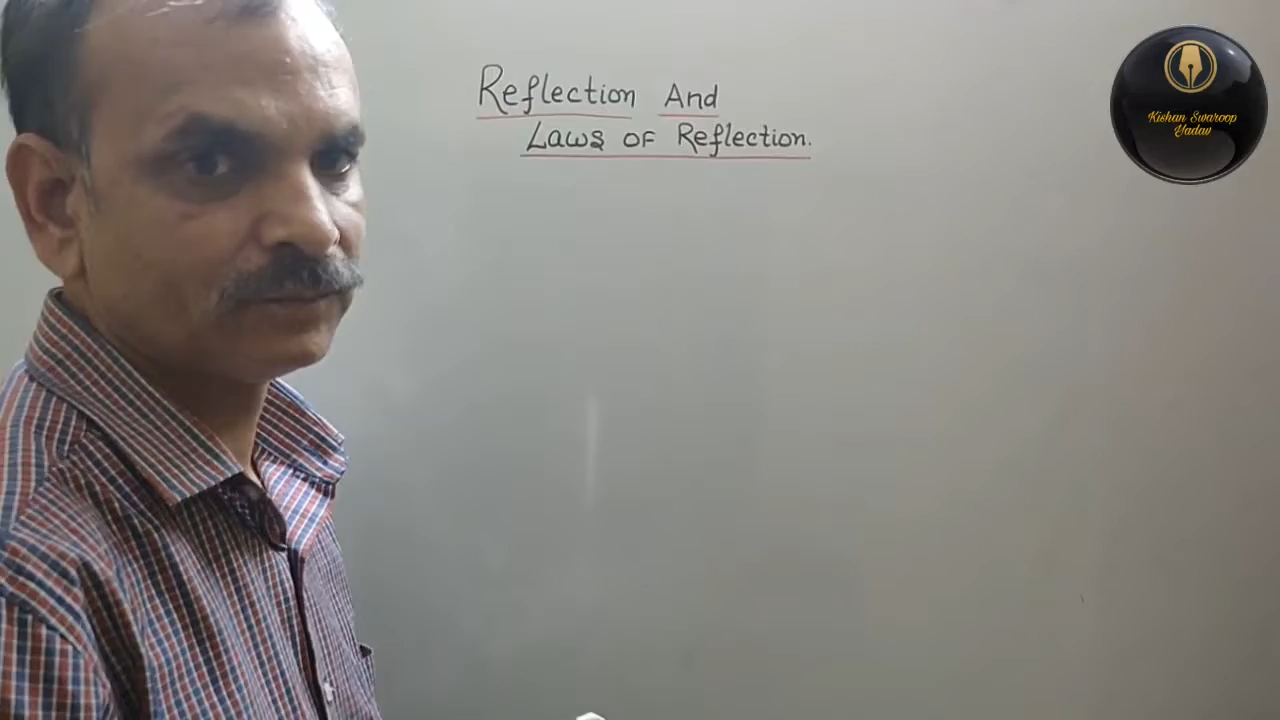 Reflection And
Laws of Reflection.
Kishan Swaroop
Yadav